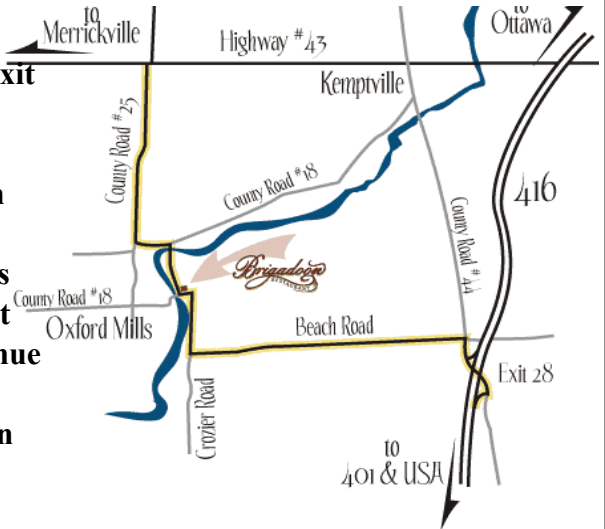 to
Merrickville
Highway #43
to
Ottawa
xit
Kemptville
County Road #25
416
County Road #18
County Road #44
Brigadoon
RESTAURANT
s
County Road #18
t
Oxford Mills
Beach Road
nue
Exit 28
Crozier Road
n
to
401 & USA